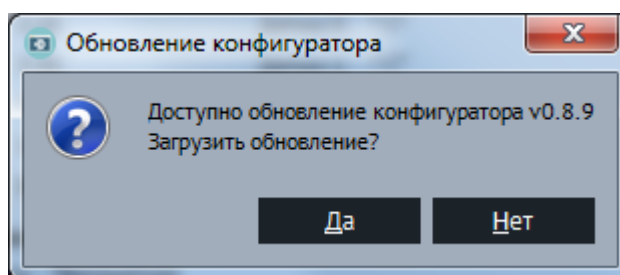 Обновление конфигуратора
Доступно обновление конфигуратора v0.8.9
Загрузить обновление?
Да
Нет